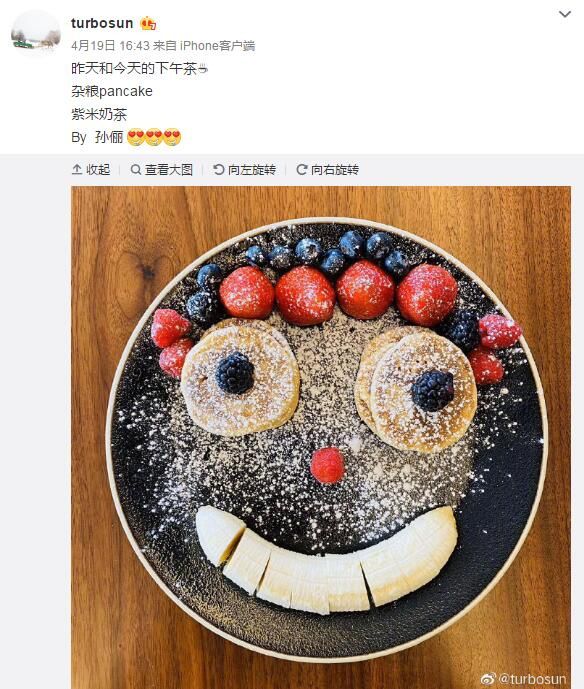 turbosun
4月19日 16:43 来自 iPhone客户端
昨天和今天的下午茶☕
杂粮pancake
紫米奶茶
By 孙俪😍😍😍
收起 查看大图 向左旋转 向右旋转
@turbosun